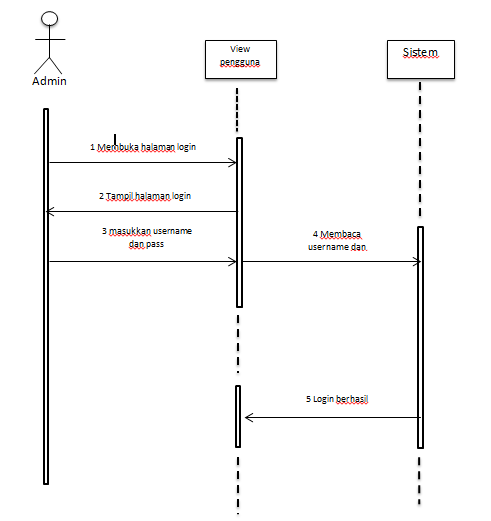 View
pengguna
Sistem
Admin
1 Membuka halaman login
2 Tampil halaman login
3 masukkan username
dan pass
4 Membaca
username dan
5 Login berhasil